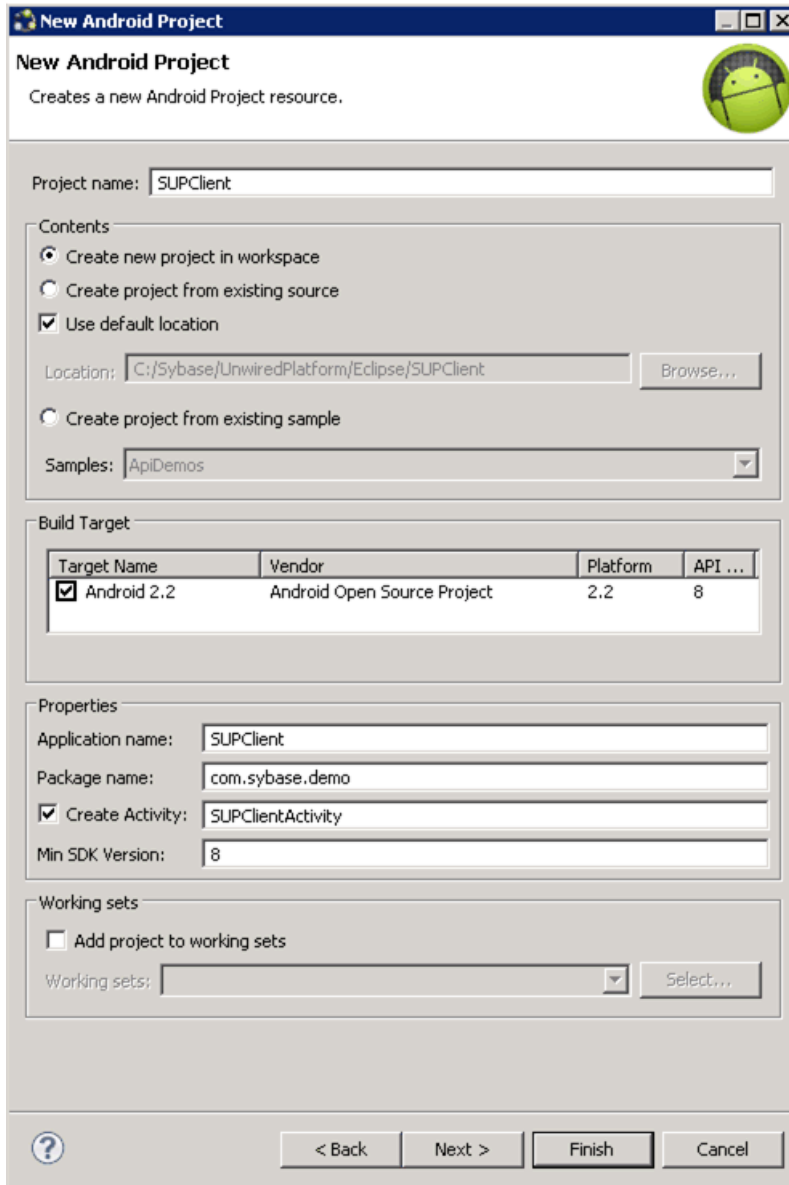 New Android Project
New Android Project
Creates a new Android Project resource.
Project name: SUPClient
Contents
Create new project in workspace
Create project from existing source
Use default location
Location: C:/Sybase/UnwiredPlatform/Eclipse/SUPClient Browse...
Create project from existing sample
Samples: ApiDemos
Build Target
Target Name Vendor Platform API ...
Android 2.2 Android Open Source Project 2.2 8
Properties
Application name: SUPClient
Package name: com.sybase.demo
Create Activity: SUPClientActivity
Min SDK Version: 8
Working sets
Add project to working sets
Working sets: Select...
? < Back Next > Finish Cancel